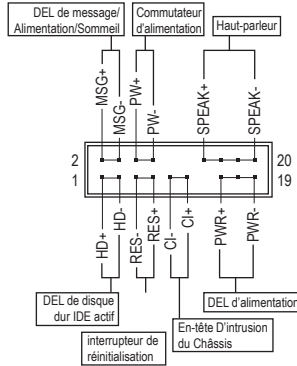 DEL de message/
Alimentation/Sommeil
Commutateur
d'alimentation
Haut-parleur
MSG+
MSG-
PW+
PW-
SPEAK+
SPEAK-
2
20
1
19
HD+
HD-
RES-
RES+
CI-
CI+
PWR+
PWR-
DEL de disque
dur IDE actif
DEL d'alimentation
interrupteur de
réinitialisation
En-tête D'intrusion
du Châssis